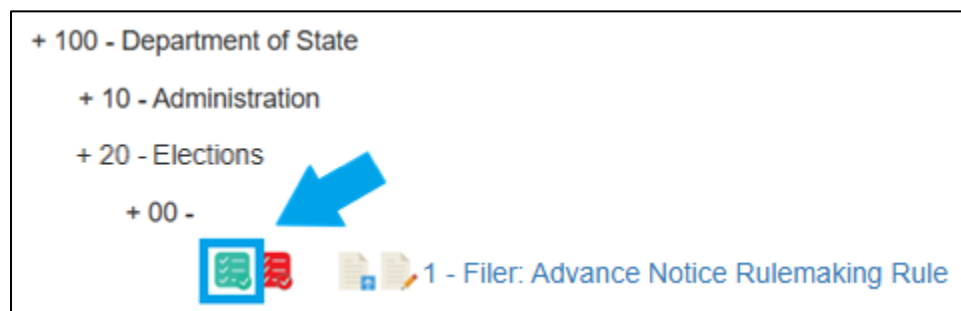 + 100 - Department of State
+ 10 - Administration
+ 20 - Elections
+ 00 -
1 - Filer: Advance Notice Rulemaking Rule